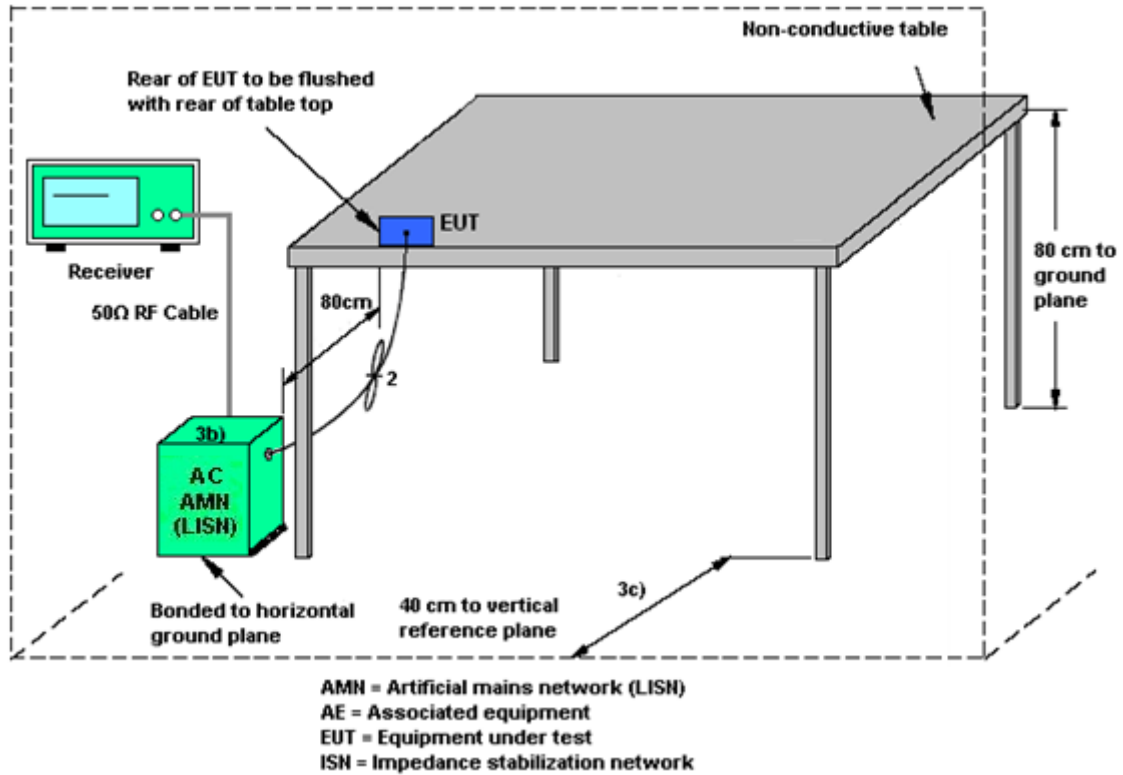 Non-conductive table
Rear of EUT to be flushed
with rear of table top
EUT
Receiver
80 cm to
ground
plane
80cm
50Ω RF Cable
2
3b)
AC
AMN
(LISN)
3c)
40 cm to vertical
reference plane
Bonded to horizontal
ground plane
AMN = Artificial mains network (LISN)
AE = Associated equipment
EUT = Equipment under test
ISN = Impedance stabilization network